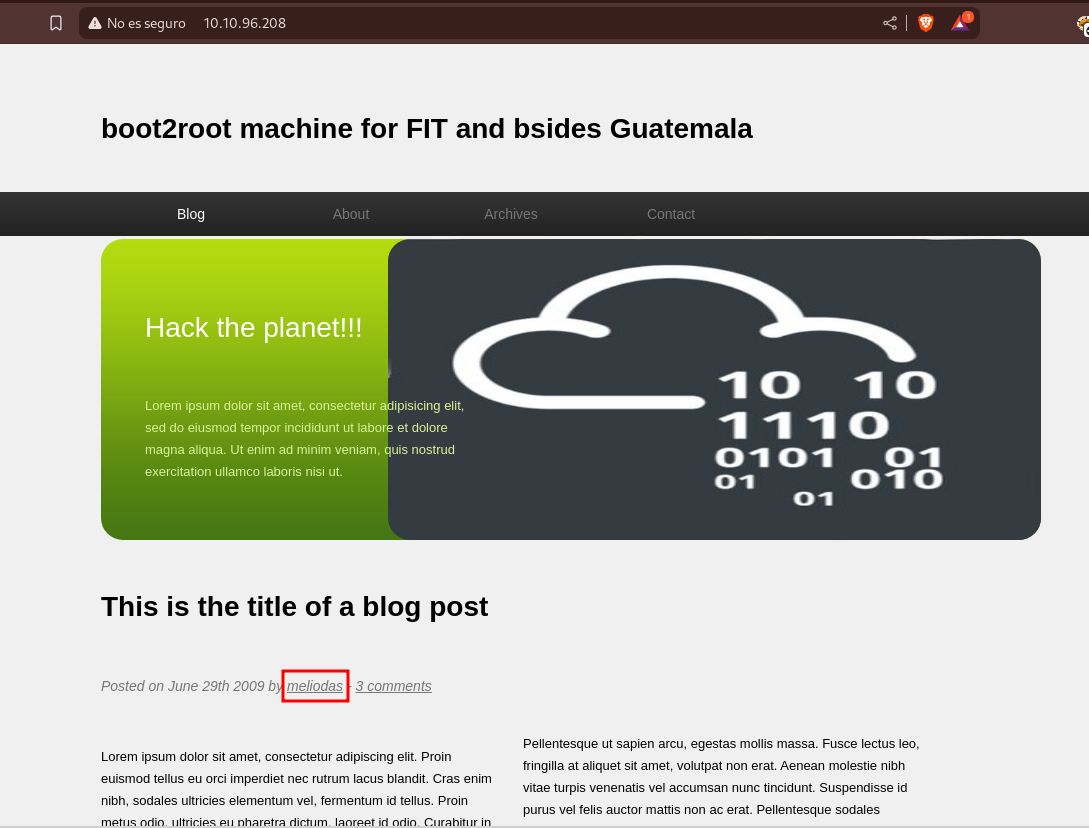 No es seguro 10.10.96.208
1
boot2root machine for FIT and bsides Guatemala
Blog About Archives Contact
Hack the planet!!!
Lorem ipsum dolor sit amet, consectetur adipisicing elit,
sed do eiusmod tempor incididunt ut labore et dolore
magna aliqua. Ut enim ad minim veniam, quis nostrud
exercitation ullamco laboris nisi ut.
10 10
1110
0101 01
01 010
01
This is the title of a blog post
Posted on June 29th 2009 by meliodas - 3 comments
Lorem ipsum dolor sit amet, consectetur adipiscing elit. Proin
euismod tellus eu orci imperdiet nec rutrum lacus blandit. Cras enim
nibh, sodales ultricies elementum vel, fermentum id tellus. Proin
metus odio, ultricies eu pharetra dictum, laoreet id odio. Curabitur in
Pellentesque ut sapien arcu, egestas mollis massa. Fusce lectus leo,
fringilla at aliquet sit amet, volutpat non erat. Aenean molestie nibh
vitae turpis venenatis vel accumsan nunc tincidunt. Suspendisse id
purus vel felis auctor mattis non ac erat. Pellentesque sodales